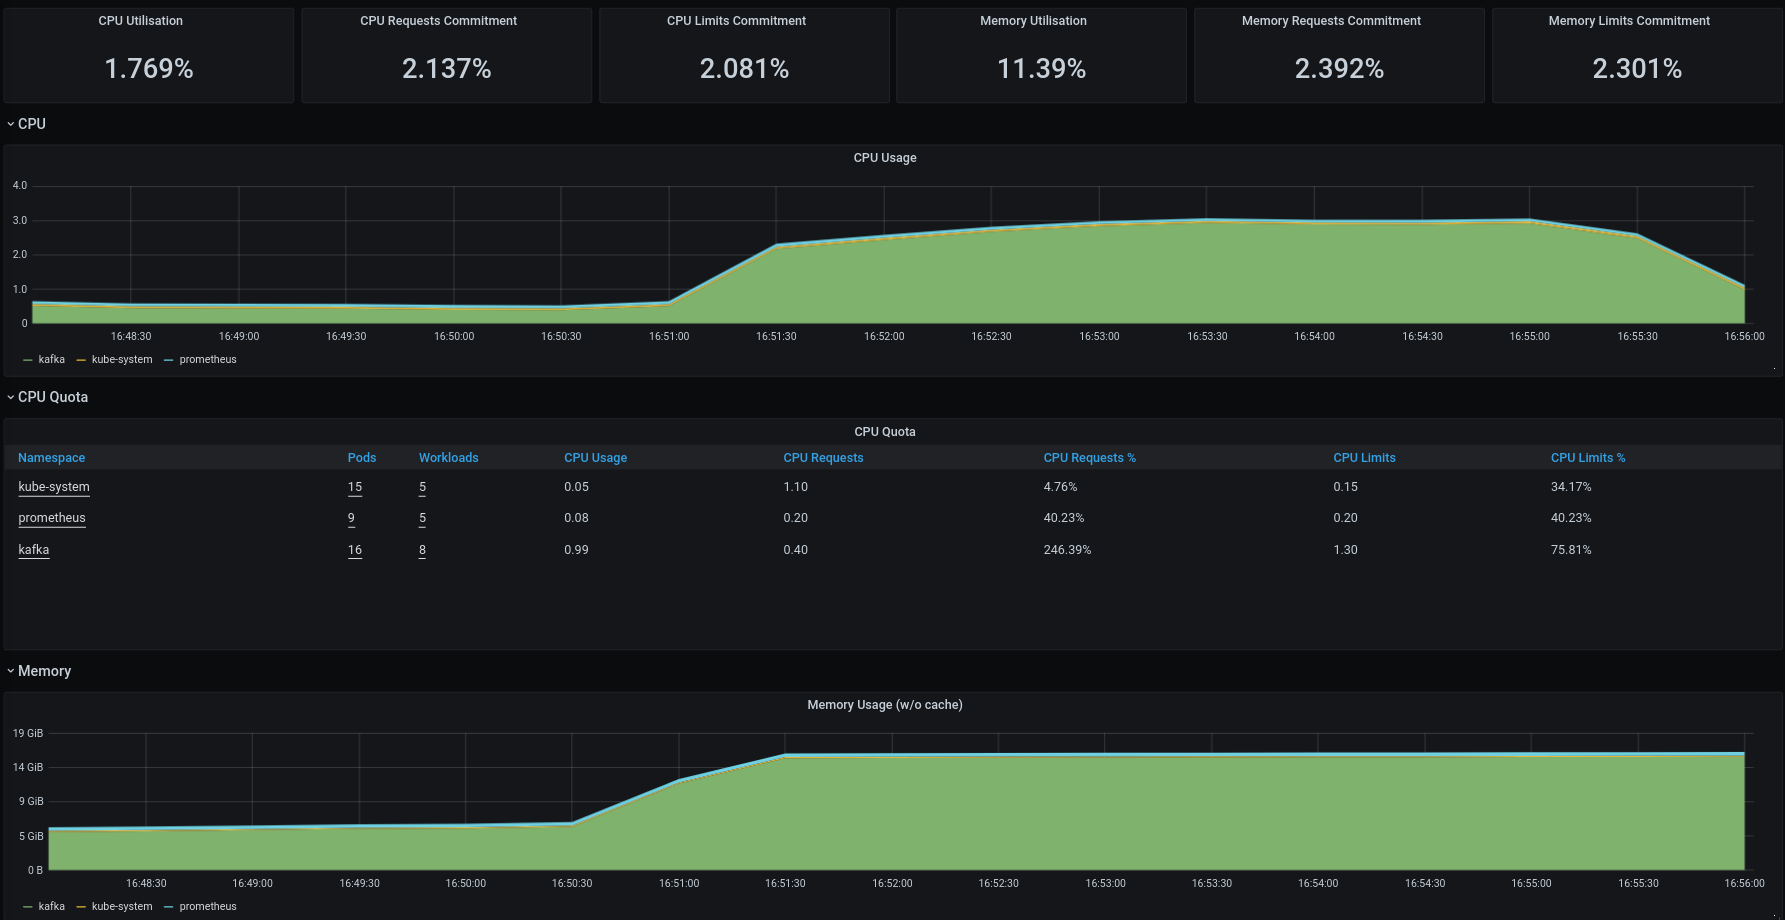 CPU Utilisation CPU Requests Commitment CPU Limits Commitment Memory Utilisation Memory Requests Commitment Memory Limits Commitment
1.769% 2.137% 2.081% 11.39% 2.392% 2.301%
CPU
CPU Usage
4.0
3.0
2.0
1.0
0
16:48:30 16:49:00 16:49:30 16:50:00 16:50:30 16:51:00 16:51:30 16:52:00 16:52:30 16:53:00 16:53:30 16:54:00 16:54:30 16:55:00 16:55:30 16:56:00
kafka kube-system prometheus
CPU Quota
CPU Quota
Namespace Pods Workloads CPU Usage CPU Requests CPU Requests % CPU Limits CPU Limits %
kube-system 15 5 0.05 1.10 4.76% 0.15 34.17%
prometheus 9 5 0.08 0.20 40.23% 0.20 40.23%
kafka 16 8 0.99 0.40 246.39% 1.30 75.81%
Memory
Memory Usage (w/o cache)
19 GiB
14 GiB
9 GiB
5 GiB
0 B
16:48:30 16:49:00 16:49:30 16:50:00 16:50:30 16:51:00 16:51:30 16:52:00 16:52:30 16:53:00 16:53:30 16:54:00 16:54:30 16:55:00 16:55:30 16:56:00
kafka kube-system prometheus